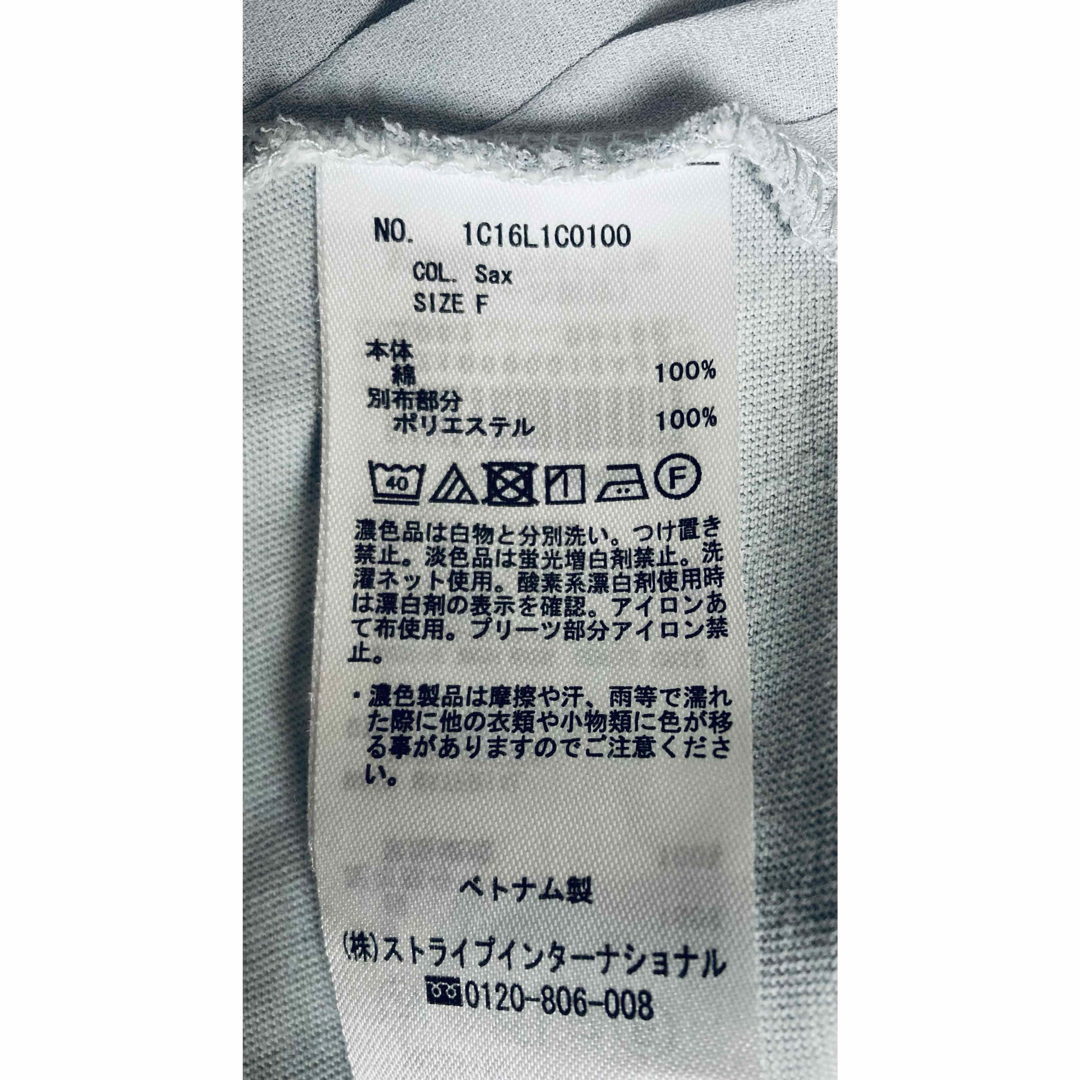 NO. 1C16L1C0100
COL. Sax
SIZE F
本体
綿 100%
別布部分
ポリエステル 100%
40 F
濃色品は白物と分別洗い。つけ置き
禁止。淡色品は蛍光増白剤禁止。洗
濯ネット使用。酸素系漂白剤使用時
は漂白剤の表示を確認。アイロンあ
て布使用。プリーツ部分アイロン禁
止。
・濃色製品は摩擦や汗、雨等で濡れ
た際に他の衣類や小物類に色が移
る事がありますのでご注意くださ
い。
ベトナム製
(株)ストライプインターナショナル
0120-806-008